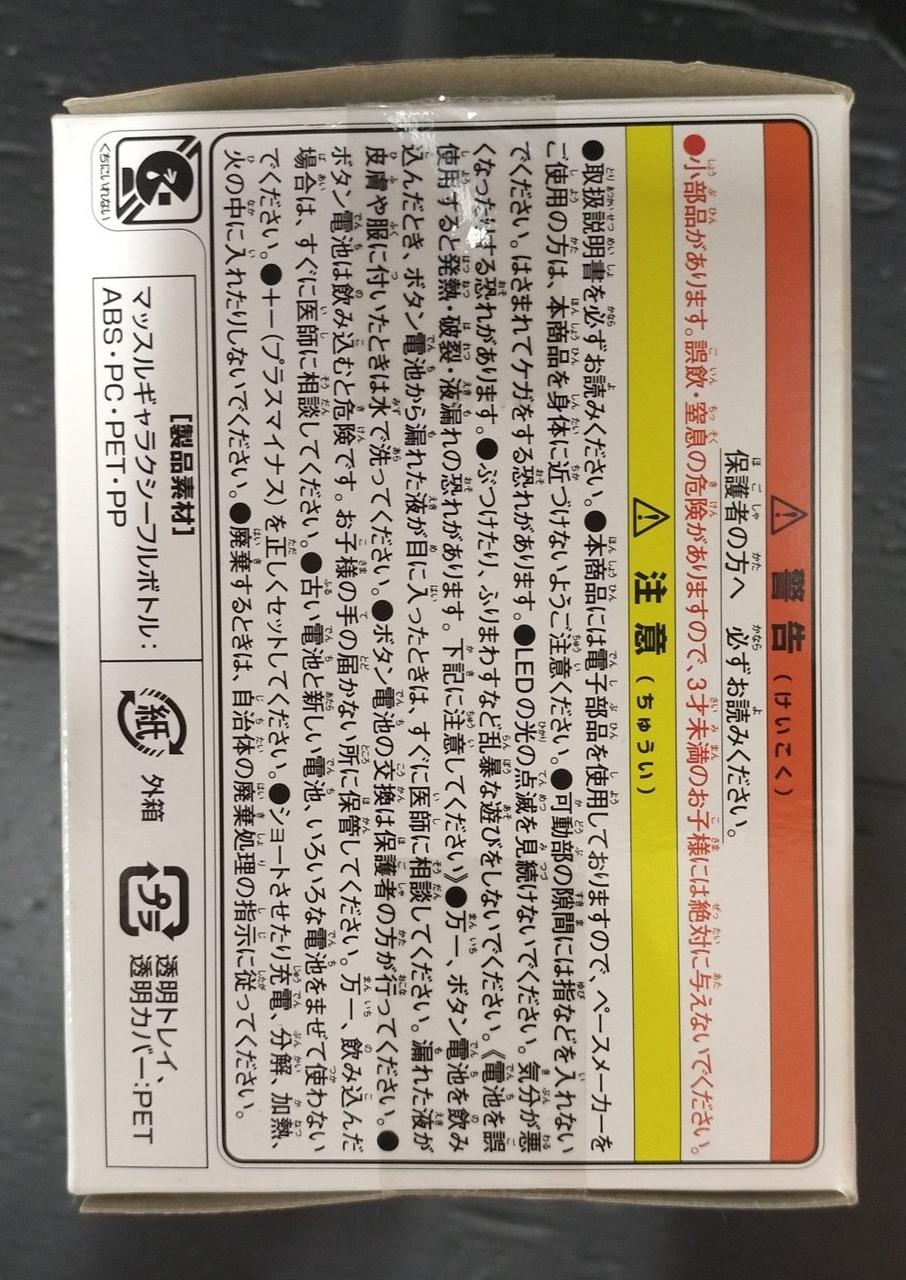 ⚠ 警告(けいこく)
保護者の方へ 必ずお読みください。
●小部品があります。誤飲・窒息の危険がありますので、3才未満のお子様には絶対に与えないでください。
⚠ 注意(ちゅうい)
●取扱説明書を必ずお読みください。●本商品には電子部品を使用しておりますので、ペースメーカーを
ご使用の方は、本商品を身体に近づけないようご注意ください。●可動部の隙間には指などを入れない
でください。はさまれてケガをする恐れがあります。●LEDの光の点滅を見続けないでください。気分が悪
くなったりする恐れがあります。●ぶつけたり、ふりまわすなど乱暴な遊びをしないでください。《電池を誤
使用すると発熱・破裂・液漏れの恐れがあります。下記に注意してください》●万一、ボタン電池を飲み
込んだとき、ボタン電池から漏れた液が目に入ったときは、すぐに医師に相談してください。漏れた液が
皮膚や服に付いたときは水で洗ってください。●ボタン電池の交換は保護者の方が行ってください。●
ボタン電池は飲み込むと危険です。お子様の手の届かない所に保管してください。万一、飲み込んだ
場合は、すぐに医師に相談してください。●古い電池と新しい電池、いろいろな電池をまぜて使わない
でください。●+-(プラスマイナス)を正しくセットしてください。●ショートさせたり充電、分解、加熱、
火の中に入れたりしないでください。●廃棄するときは、自治体の廃棄処理の指示に従ってください。
くちにいれない
[製品素材]
マッスルギャラクシーフルボトル:
ABS・PC・PET・PP
紙
外箱
プラ
透明トレイ、
透明カバー:PET